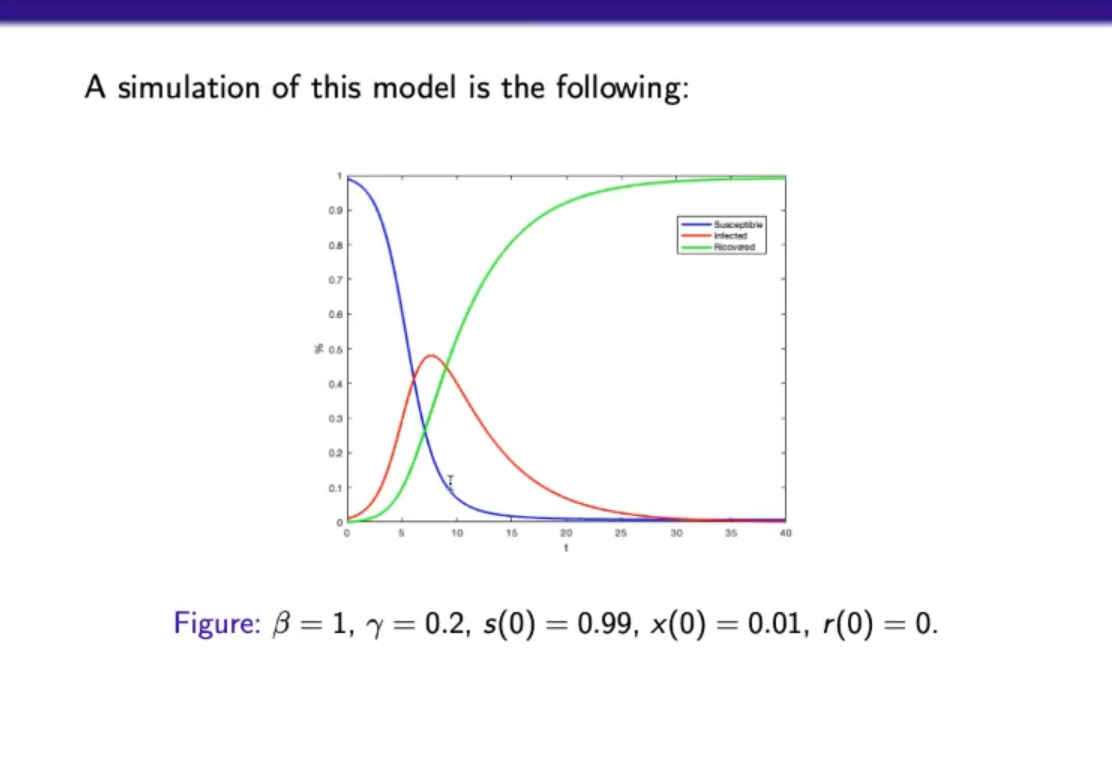 A simulation of this model is the following:
1
0.9
0.8
0.7
0.6
0.5
0.4
0.3
0.2
0.1
0
%
Susceptible
Infected
Ricovered
0 5 10 15 20 25 30 35 40
t
Figure: β = 1, γ = 0.2, s(0) = 0.99, x(0) = 0.01, r(0) = 0.